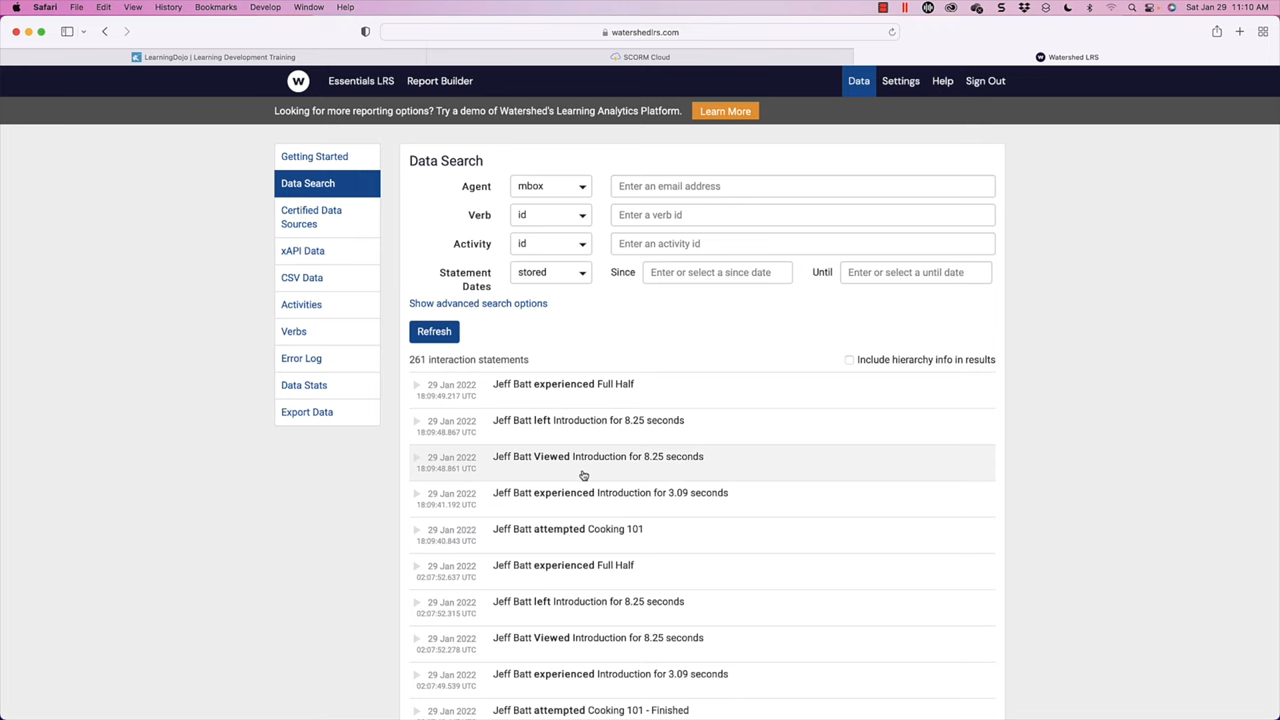 Safari File Edit View History Bookmarks Develop Window Help Sat Jan 29 11:10 AM
watershedlrs.com
LearningDojo | Learning Development Training SCORM Cloud Watershed LRS
W Essentials LRS Report Builder Data Settings Help Sign Out
Looking for more reporting options? Try a demo of Watershed's Learning Analytics Platform. Learn More
Getting Started
Data Search
Certified Data
Sources
xAPI Data
CSV Data
Activities
Verbs
Error Log
Data Stats
Export Data
Data Search
Agent mbox Enter an email address
Verb id Enter a verb id
Activity id Enter an activity id
Statement stored Since Enter or select a since date Until Enter or select a until date
Dates
Show advanced search options
Refresh
261 interaction statements Include hierarchy info in results
29 Jan 2022 Jeff Batt experienced Full Half
18:09:49.217 UTC
29 Jan 2022 Jeff Batt left Introduction for 8.25 seconds
18:09:48.867 UTC
29 Jan 2022 Jeff Batt Viewed Introduction for 8.25 seconds
18:09:48.861 UTC
29 Jan 2022 Jeff Batt experienced Introduction for 3.09 seconds
18:09:41.192 UTC
29 Jan 2022 Jeff Batt attempted Cooking 101
18:09:40.843 UTC
29 Jan 2022 Jeff Batt experienced Full Half
02:07:52.637 UTC
29 Jan 2022 Jeff Batt left Introduction for 8.25 seconds
02:07:52.315 UTC
29 Jan 2022 Jeff Batt Viewed Introduction for 8.25 seconds
02:07:52.278 UTC
29 Jan 2022 Jeff Batt experienced Introduction for 3.09 seconds
02:07:49.539 UTC
29 Jan 2022 Jeff Batt attempted Cooking 101 - Finished